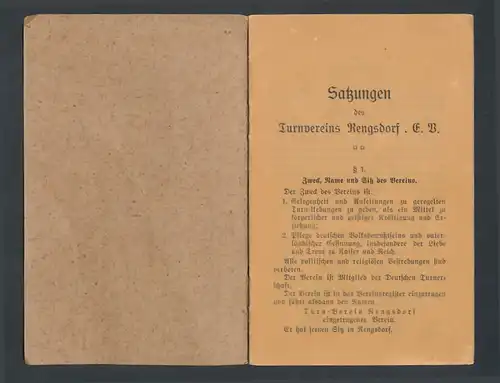 Satzungen
des
Turnvereins Rengsdorf. E. V.
§ 1.
Zweck, Name und Sitz des Vereins.
Der Zweck des Vereins ist
1. Gelegenheit und Anleitungen zu geregelten
Turn-Uebungen zu geben, als ein Mittel zu
körperlicher und geistiger Kräftigung und Er-
ziehung;
2. Pflege deutschen Volksbewußtseins und vater-
ländischer Gesinnung, insbesondere der Liebe
und Treue zu Kaiser und Reich.
Alle politischen und religiösen Bestrebungen sind
verboten.
Der Verein ist Mitglied der Deutschen Turner-
schaft.
Der Verein ist in das Vereinsregister eingetragen
und führt alsdann den Namen
Turn-Verein Rengsdorf
eingetragener Verein.
Er hat seinen Sitz in Rengsdorf.